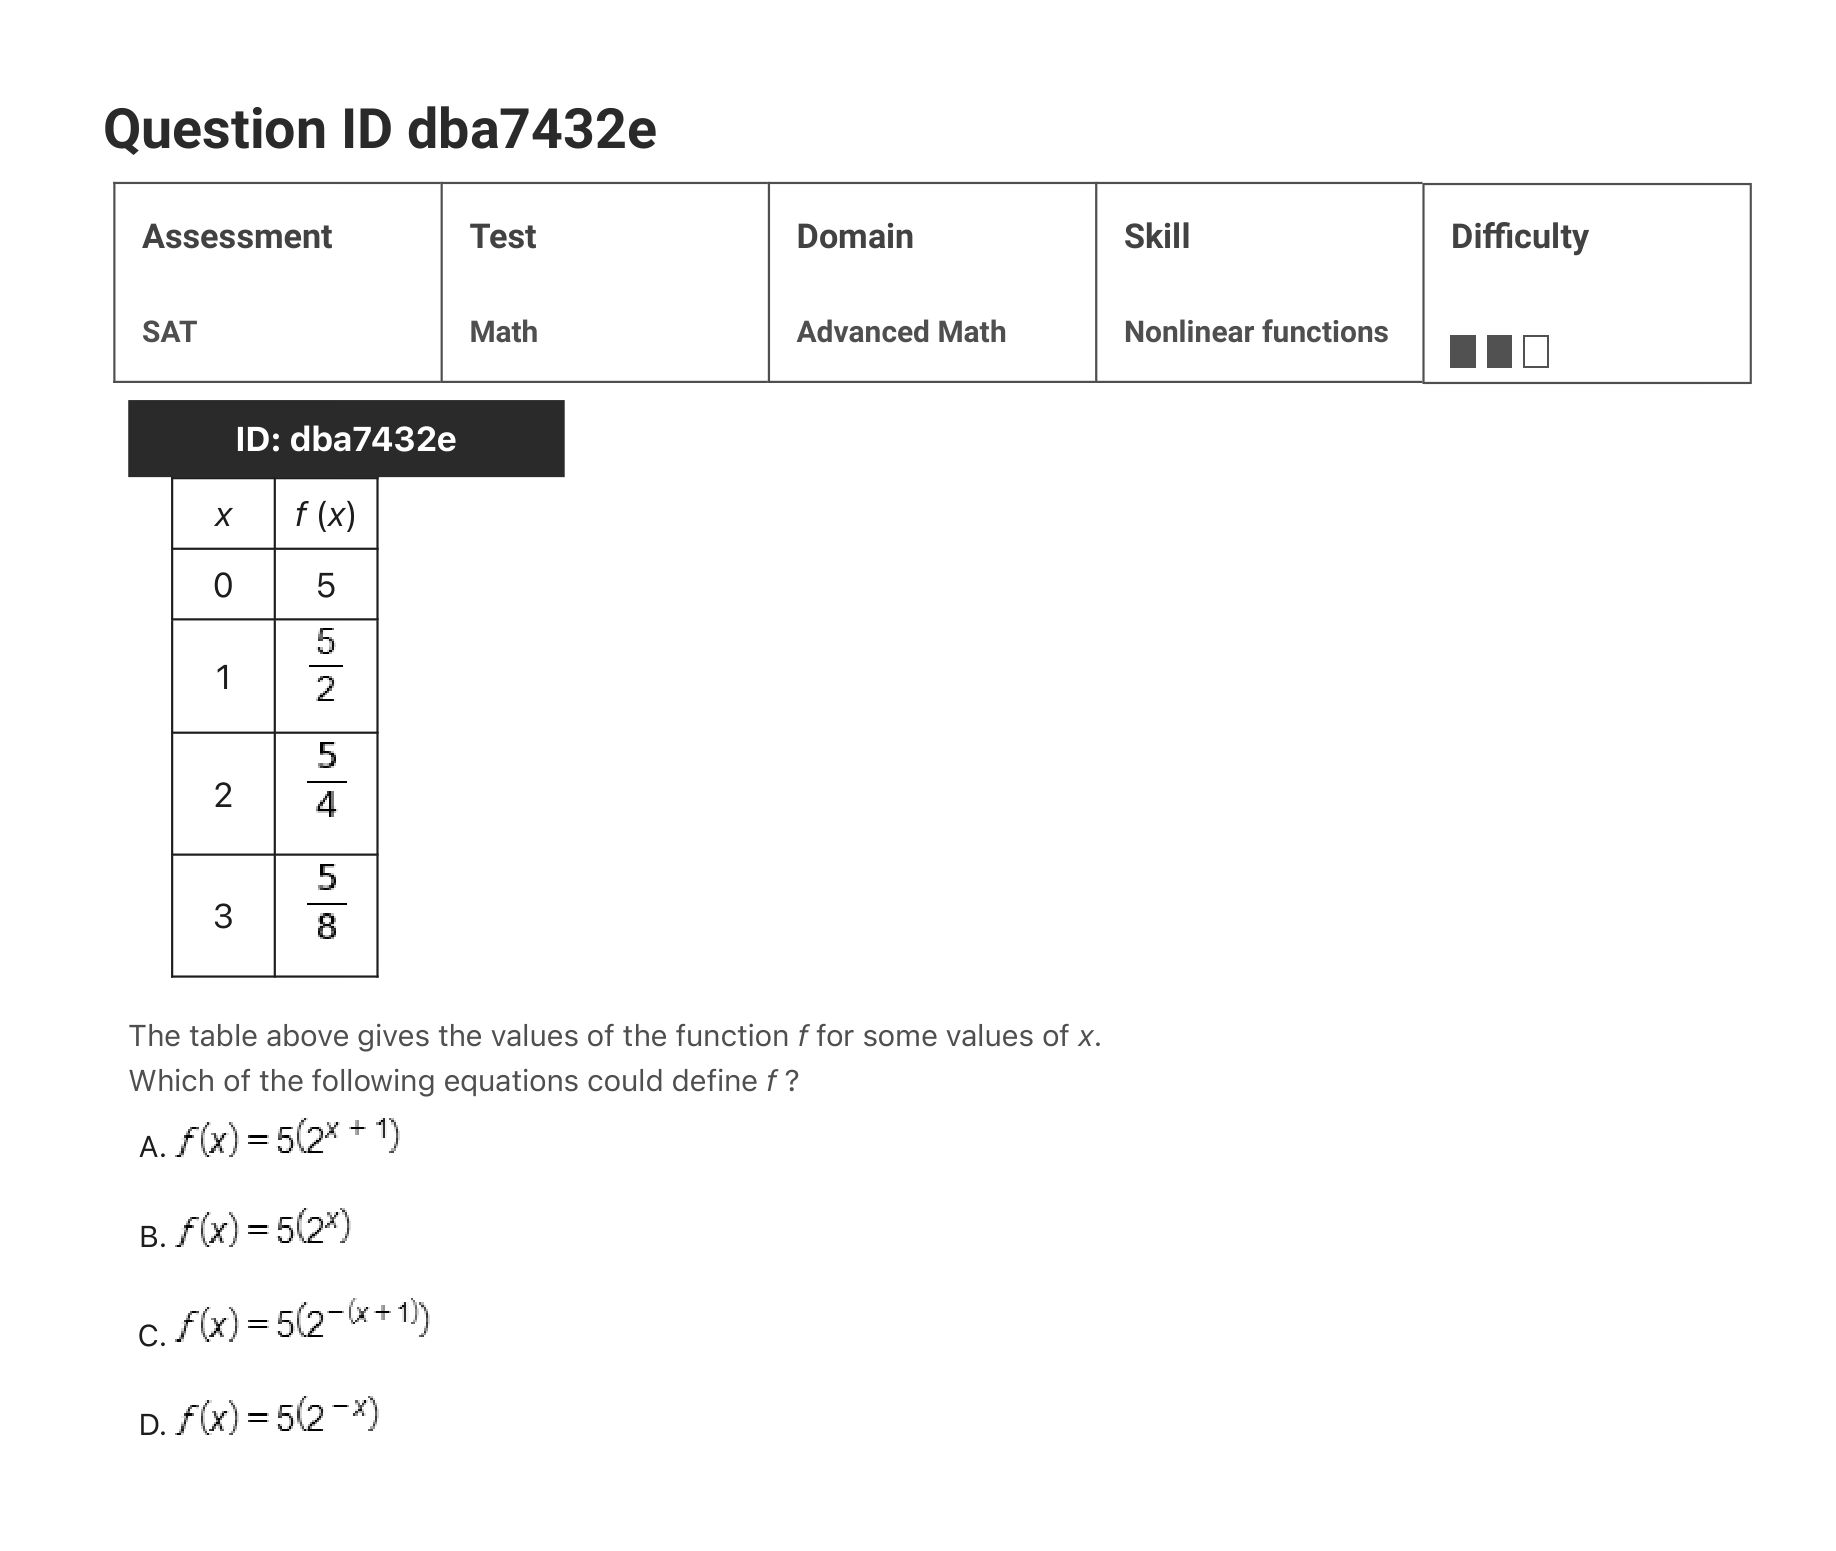 Question ID dba7432e
Assessment Test Domain Skill Difficulty
SAT Math Advanced Math Nonlinear functions
ID: dba7432e
x f (x)
0 5
1 5/2
2 5/4
3 5/8
The table above gives the values of the function f for some values of x.
Which of the following equations could define f ?
A. f(x) = 5(2^(x + 1))
B. f(x) = 5(2^x)
C. f(x) = 5(2^(-(x + 1)))
D. f(x) = 5(2^(-x))